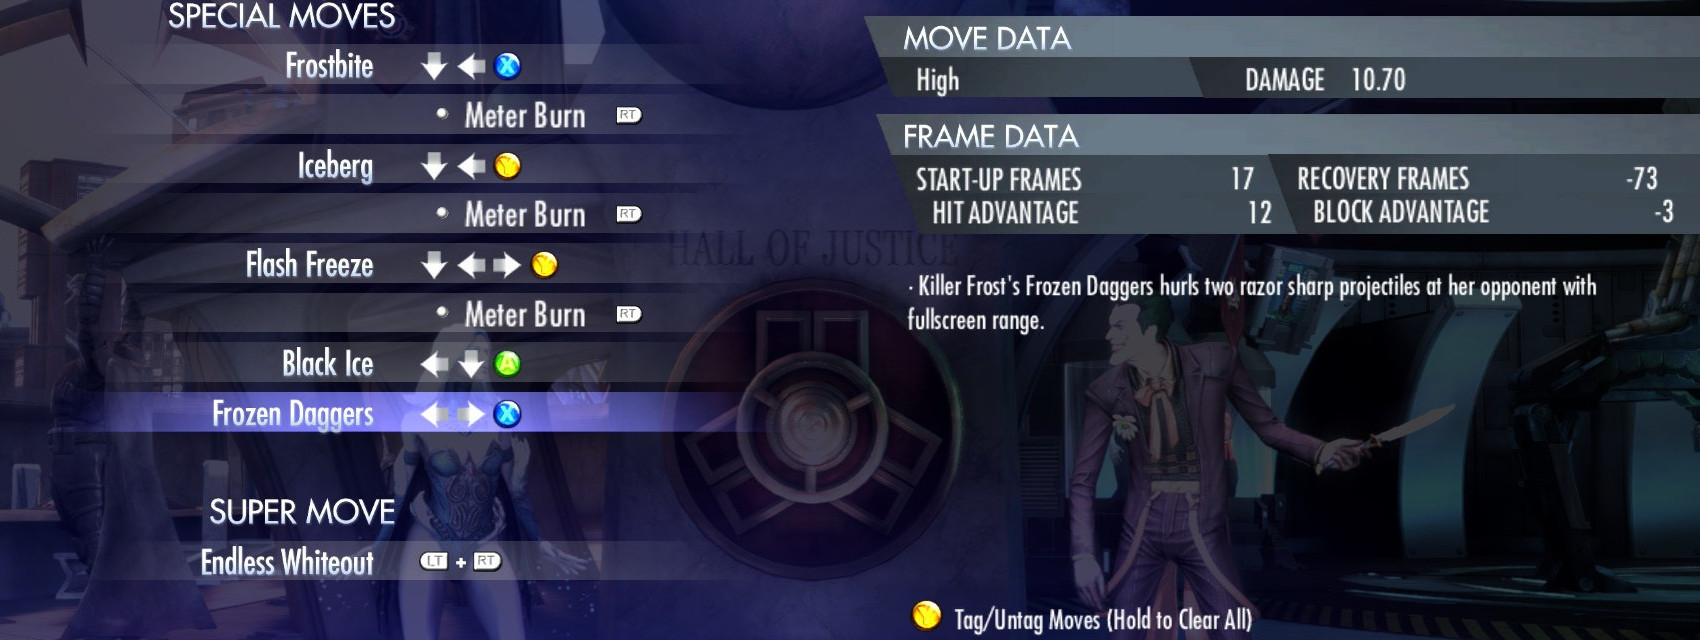 SPECIAL MOVES
Frostbite X
Meter Burn RT
Iceberg Y
Meter Burn RT
Flash Freeze Y
Meter Burn RT
Black Ice A
Frozen Daggers X
SUPER MOVE
Endless Whiteout LT + RT
HALL OF JUSTICE
MOVE DATA
High DAMAGE 10.70
FRAME DATA
START-UP FRAMES 17 RECOVERY FRAMES -73
HIT ADVANTAGE 12 BLOCK ADVANTAGE -3
· Killer Frost's Frozen Daggers hurls two razor sharp projectiles at her opponent with
fullscreen range.
Y Tag/Untag Moves (Hold to Clear All)